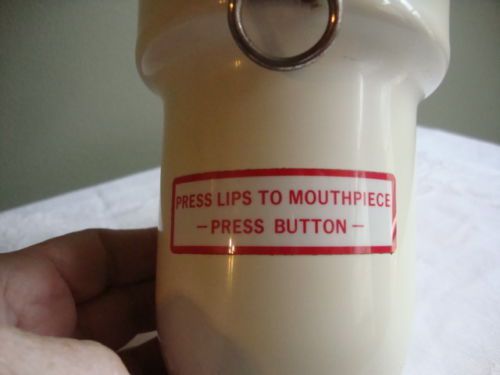 PRESS LIPS TO MOUTHPIECE
— PRESS BUTTON —